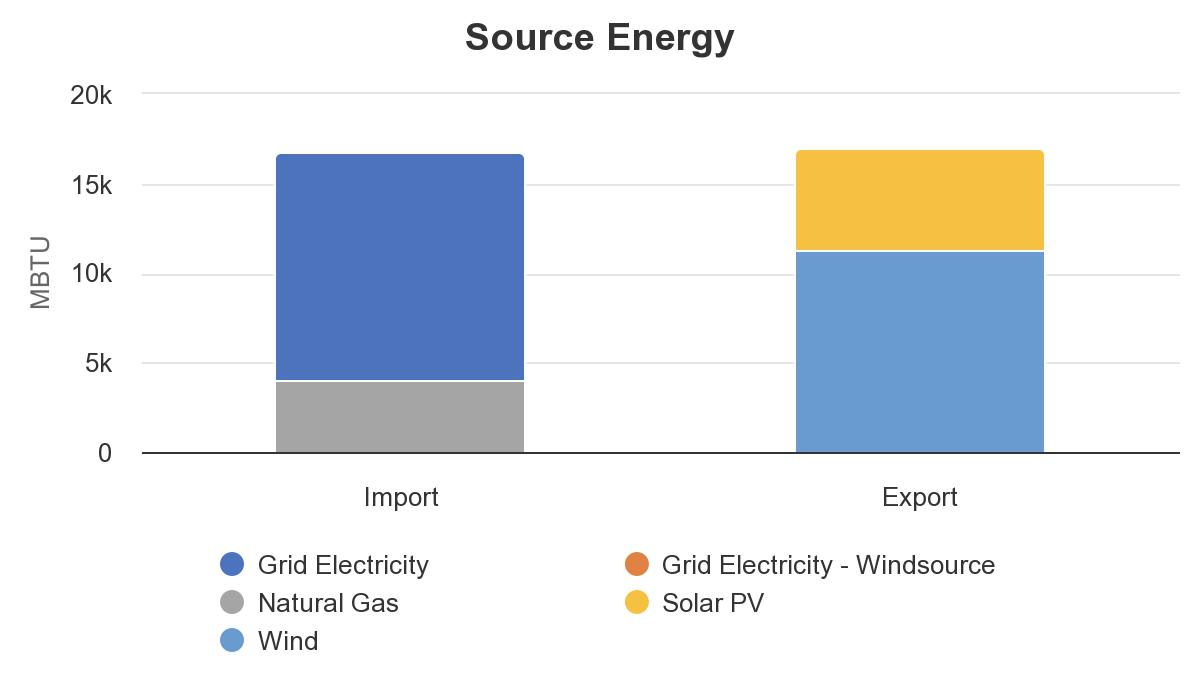 Source Energy
20k
15k
10k
5k
0
MBTU
Import Export
Grid Electricity Grid Electricity - Windsource
Natural Gas Solar PV
Wind